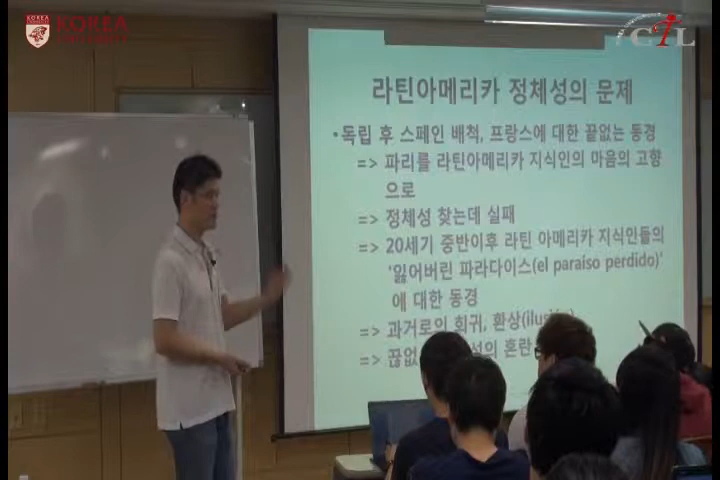 KOREA
UNIVERSITY
CTL
라틴아메리카 정체성의 문제
•독립 후 스페인 배척, 프랑스에 대한 끝없는 동경
=> 파리를 라틴아메리카 지식인의 마음의 고향
으로
=> 정체성 찾는데 실패
=> 20세기 중반이후 라틴 아메리카 지식인들의
'잃어버린 파라다이스(el paraíso perdido)'
에 대한 동경
=> 과거로의 회귀, 환상
=> 혼란